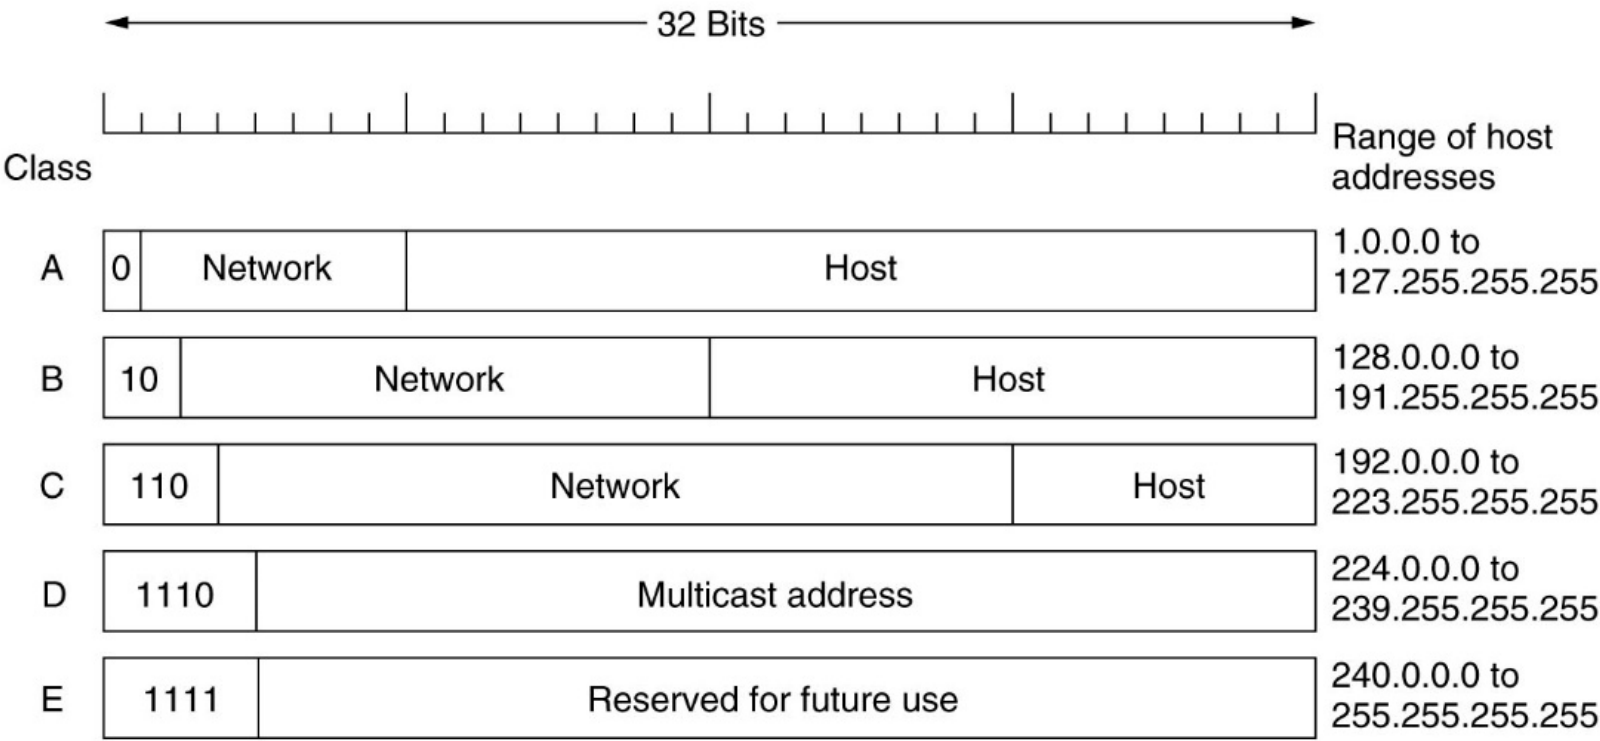 32 Bits
Range of host
addresses
Class
A
0
Network
Host
1.0.0.0 to
127.255.255.255
B
10
Network
Host
128.0.0.0 to
191.255.255.255
C
110
Network
Host
192.0.0.0 to
223.255.255.255
D
1110
Multicast address
224.0.0.0 to
239.255.255.255
E
1111
Reserved for future use
240.0.0.0 to
255.255.255.255